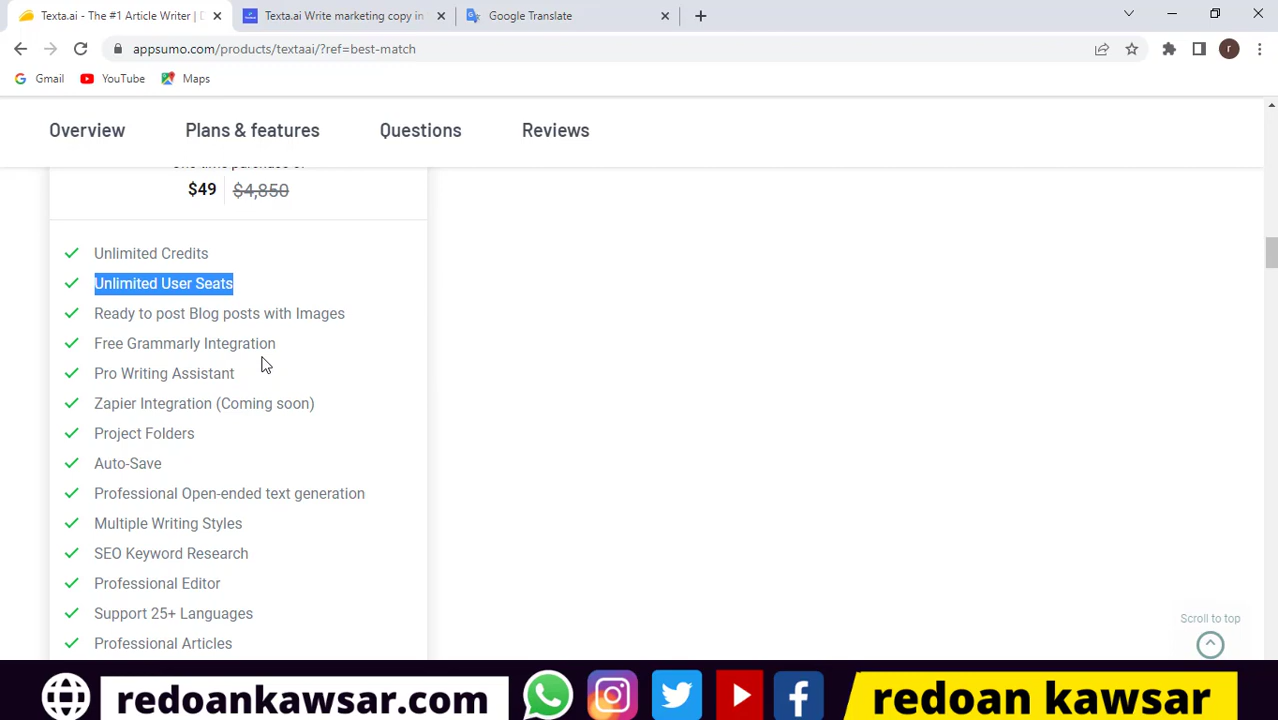 Texta.ai - The #1 Article Writer | D
Texta.ai Write marketing copy in
Google Translate
appsumo.com/products/textaai/?ref=best-match
r
Gmail
YouTube
Maps
Overview
Plans & features
Questions
Reviews
$49
$4,850
Unlimited Credits
Unlimited User Seats
Ready to post Blog posts with Images
Free Grammarly Integration
Pro Writing Assistant
Zapier Integration (Coming soon)
Project Folders
Auto-Save
Professional Open-ended text generation
Multiple Writing Styles
SEO Keyword Research
Professional Editor
Support 25+ Languages
Professional Articles
Scroll to top
redoankawsar.com
redoan kawsar